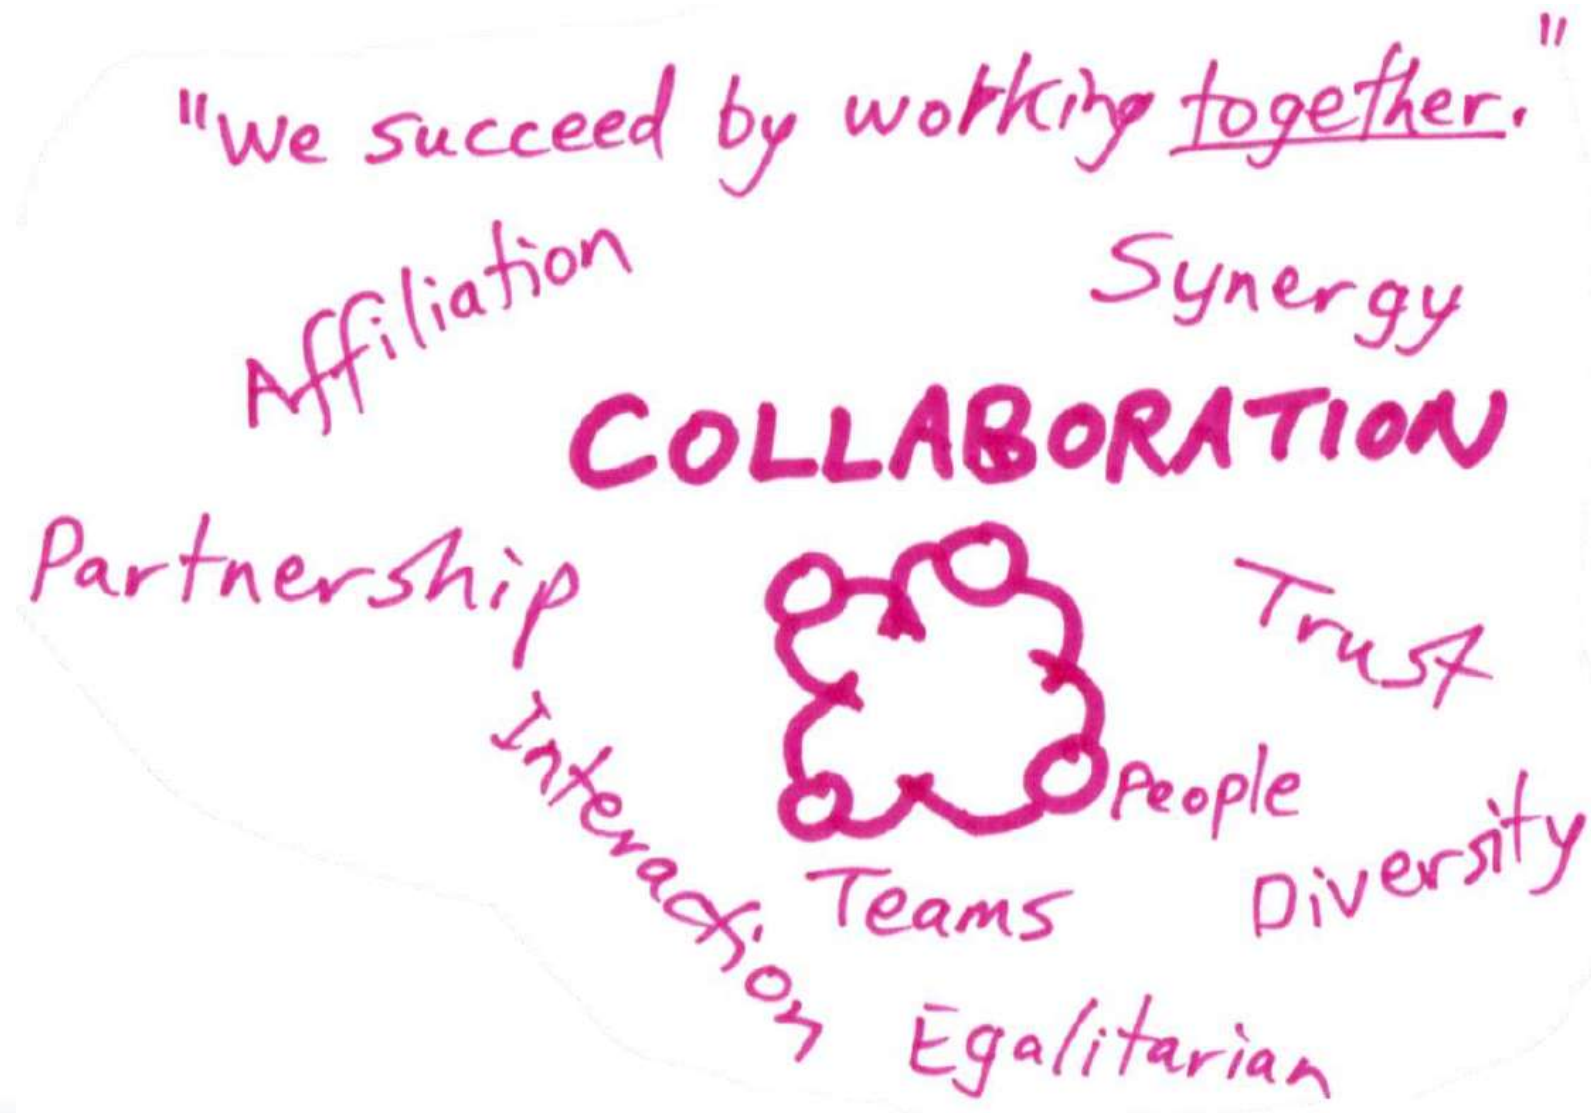 "We succeed by working together."
Affiliation
Synergy
COLLABORATION
Partnership
Trust
Interaction
People
Diversity
Teams
Egalitarian